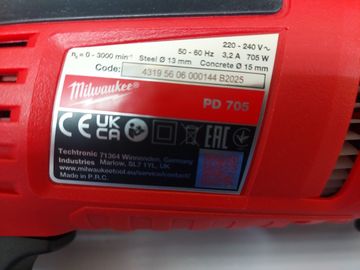 220 - 240 V~
n₀ = 0 - 3000 min⁻¹ 50 - 60 Hz 3,2 A 705 W
Steel Ø 13 mm Concrete Ø 15 mm
Code: 4319 56 06 000144 B2025
Milwaukee
PD 705
CE UK CA
Techtronic 71364 Winnenden, Germany
Industries Marlow, SL7 1YL, UK
www.milwaukeetool.eu/service/contact/
Made in P.R.C.